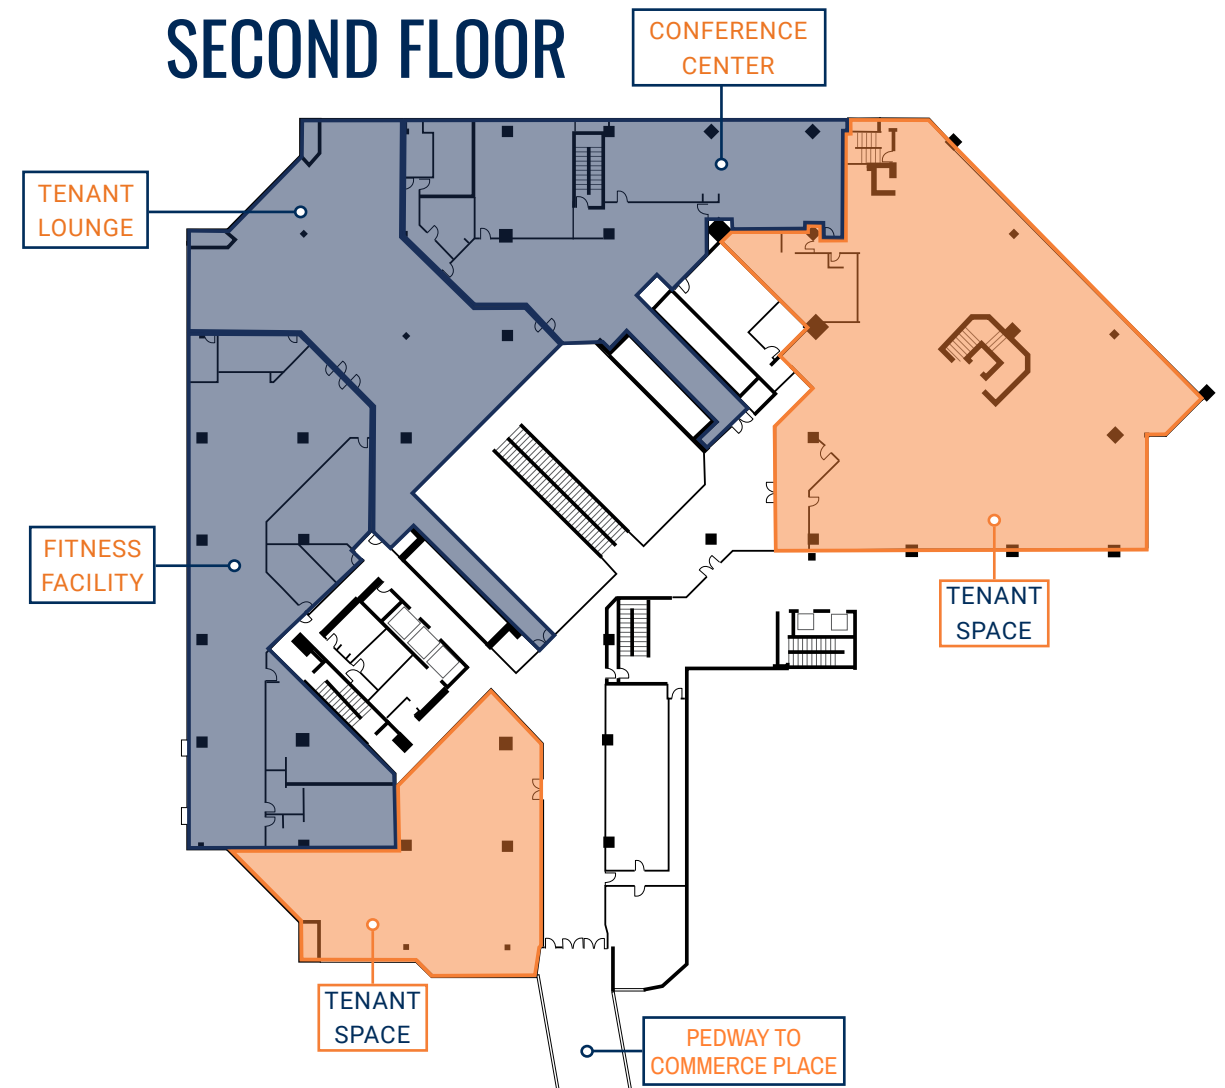 SECOND FLOOR
CONFERENCE
CENTER
TENANT
LOUNGE
FITNESS
FACILITY
TENANT
SPACE
TENANT
SPACE
PEDWAY TO
COMMERCE PLACE